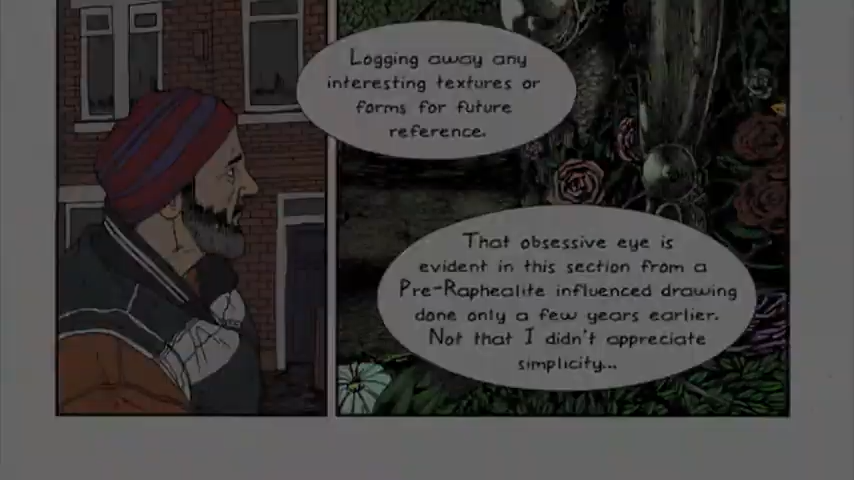 Logging away any
interesting textures or
forms for future
reference.
That obsessive eye is
evident in this section from a
Pre-Raphealite influenced drawing
done only a few years earlier.
Not that I didn't appreciate
simplicity...